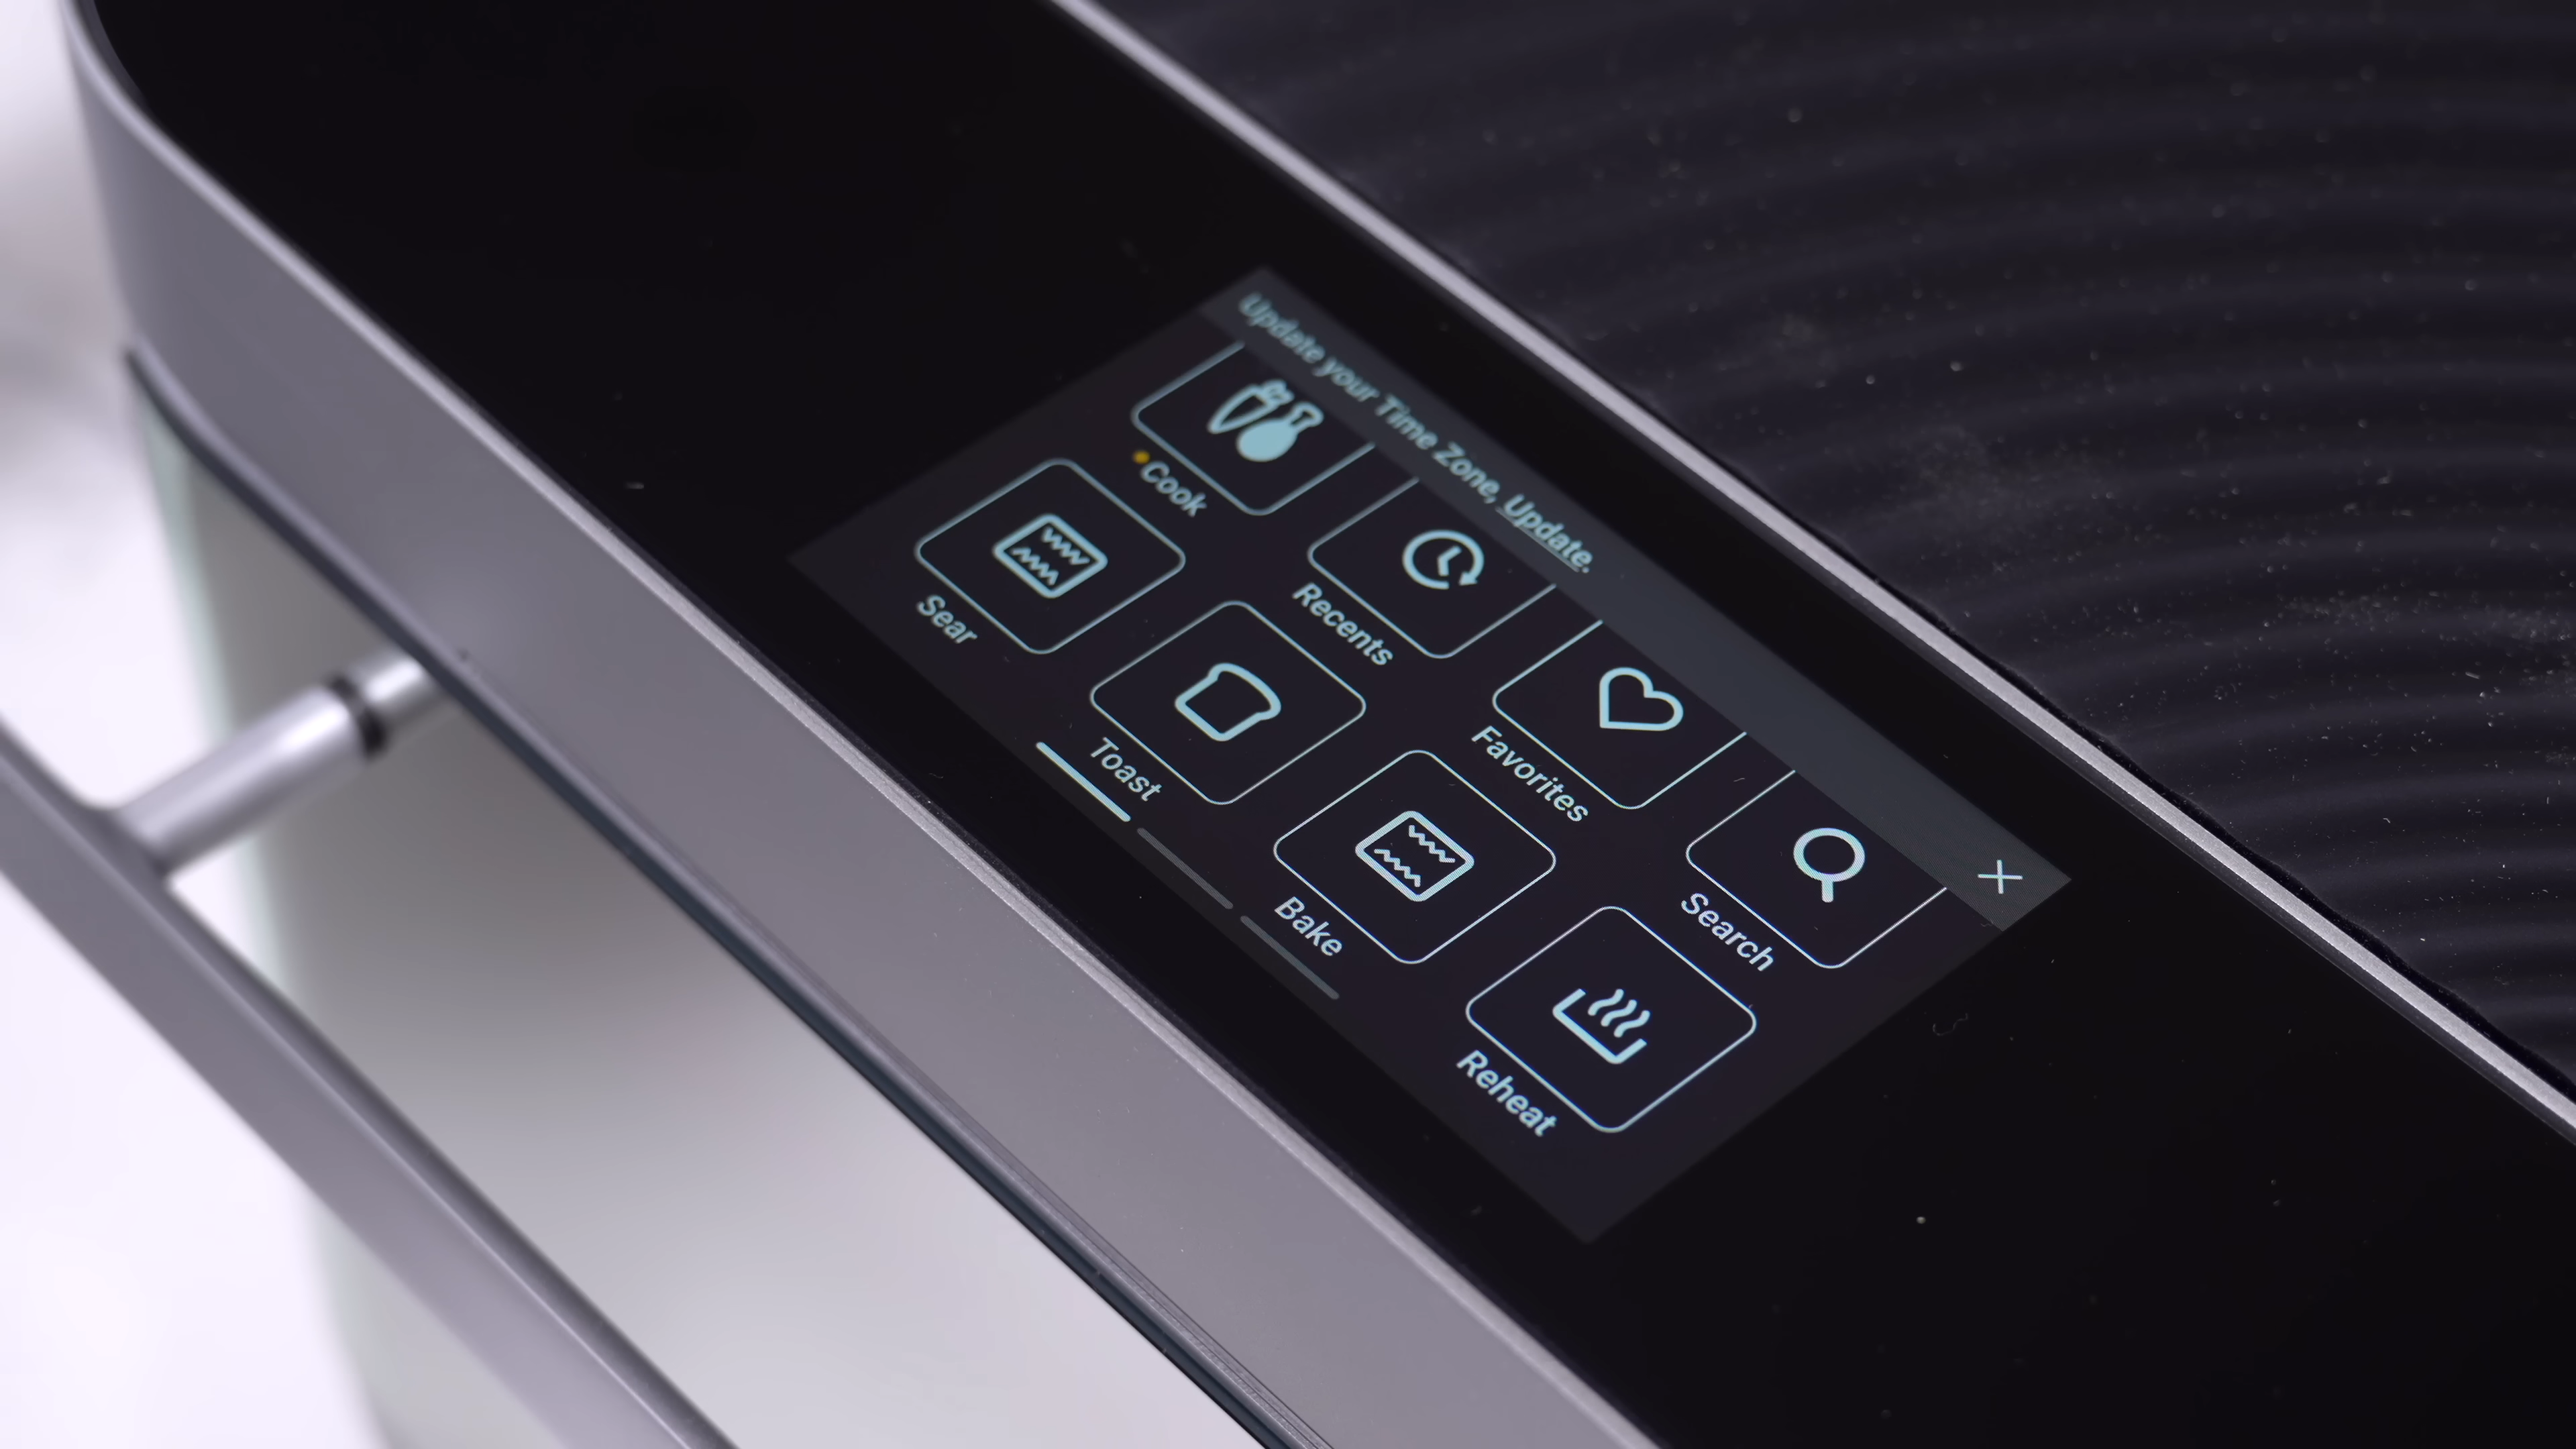 Update your Time Zone, Update.
Cook
Recents
Favorites
Search
Sear
Toast
Bake
Reheat